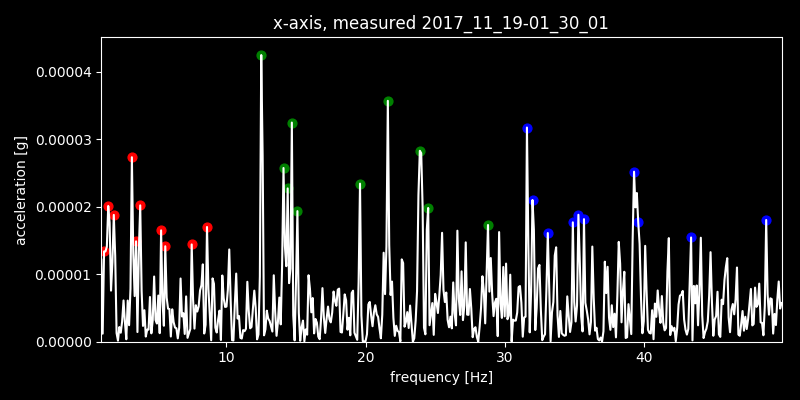 x-axis, measured 2017_11_19-01_30_01
acceleration [g]
0.00004
0.00003
0.00002
0.00001
0.00000
10 20 30 40
frequency [Hz]